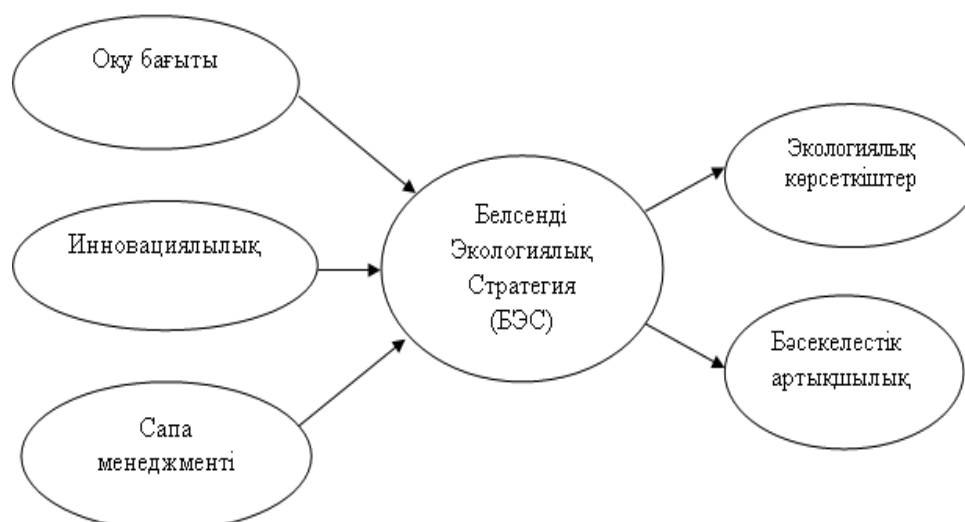 Оқу бағыты
Инновациялылық
Сапа
менеджменті
Белсенді
Экологиялық
Стратегия
(БЭС)
Экологиялық
көрсеткіштер
Бәсекелестік
артықшылық